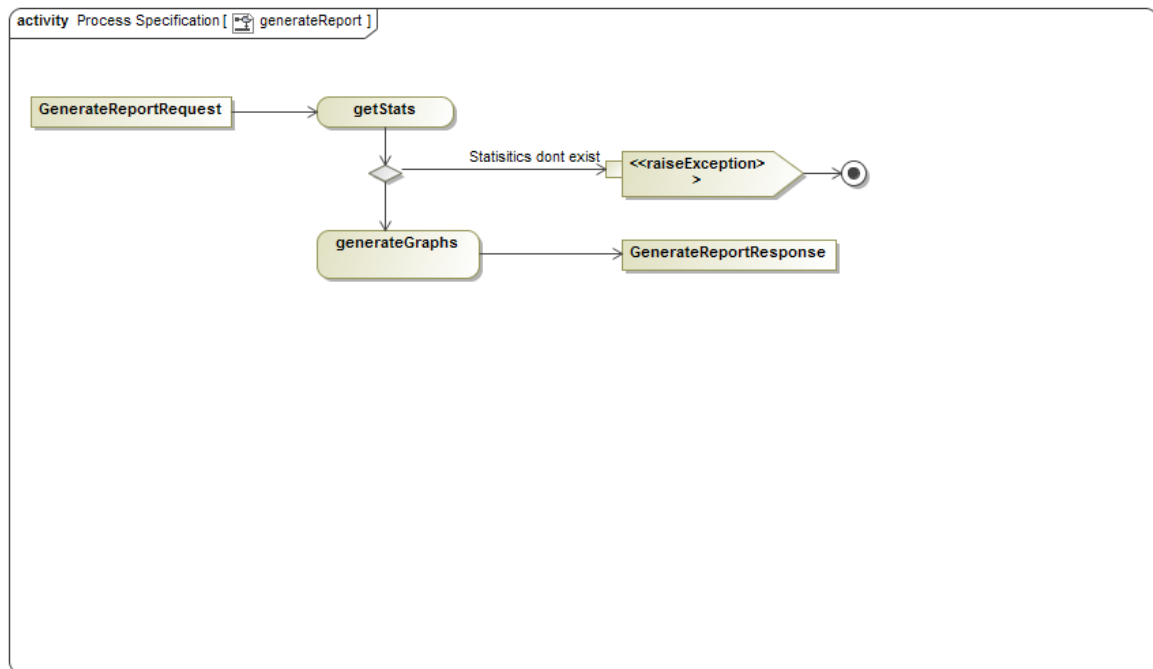 activity Process Specification [ generateReport ]
GenerateReportRequest
getStats
Statisitics dont exist
<<raiseException>
>
generateGraphs
GenerateReportResponse